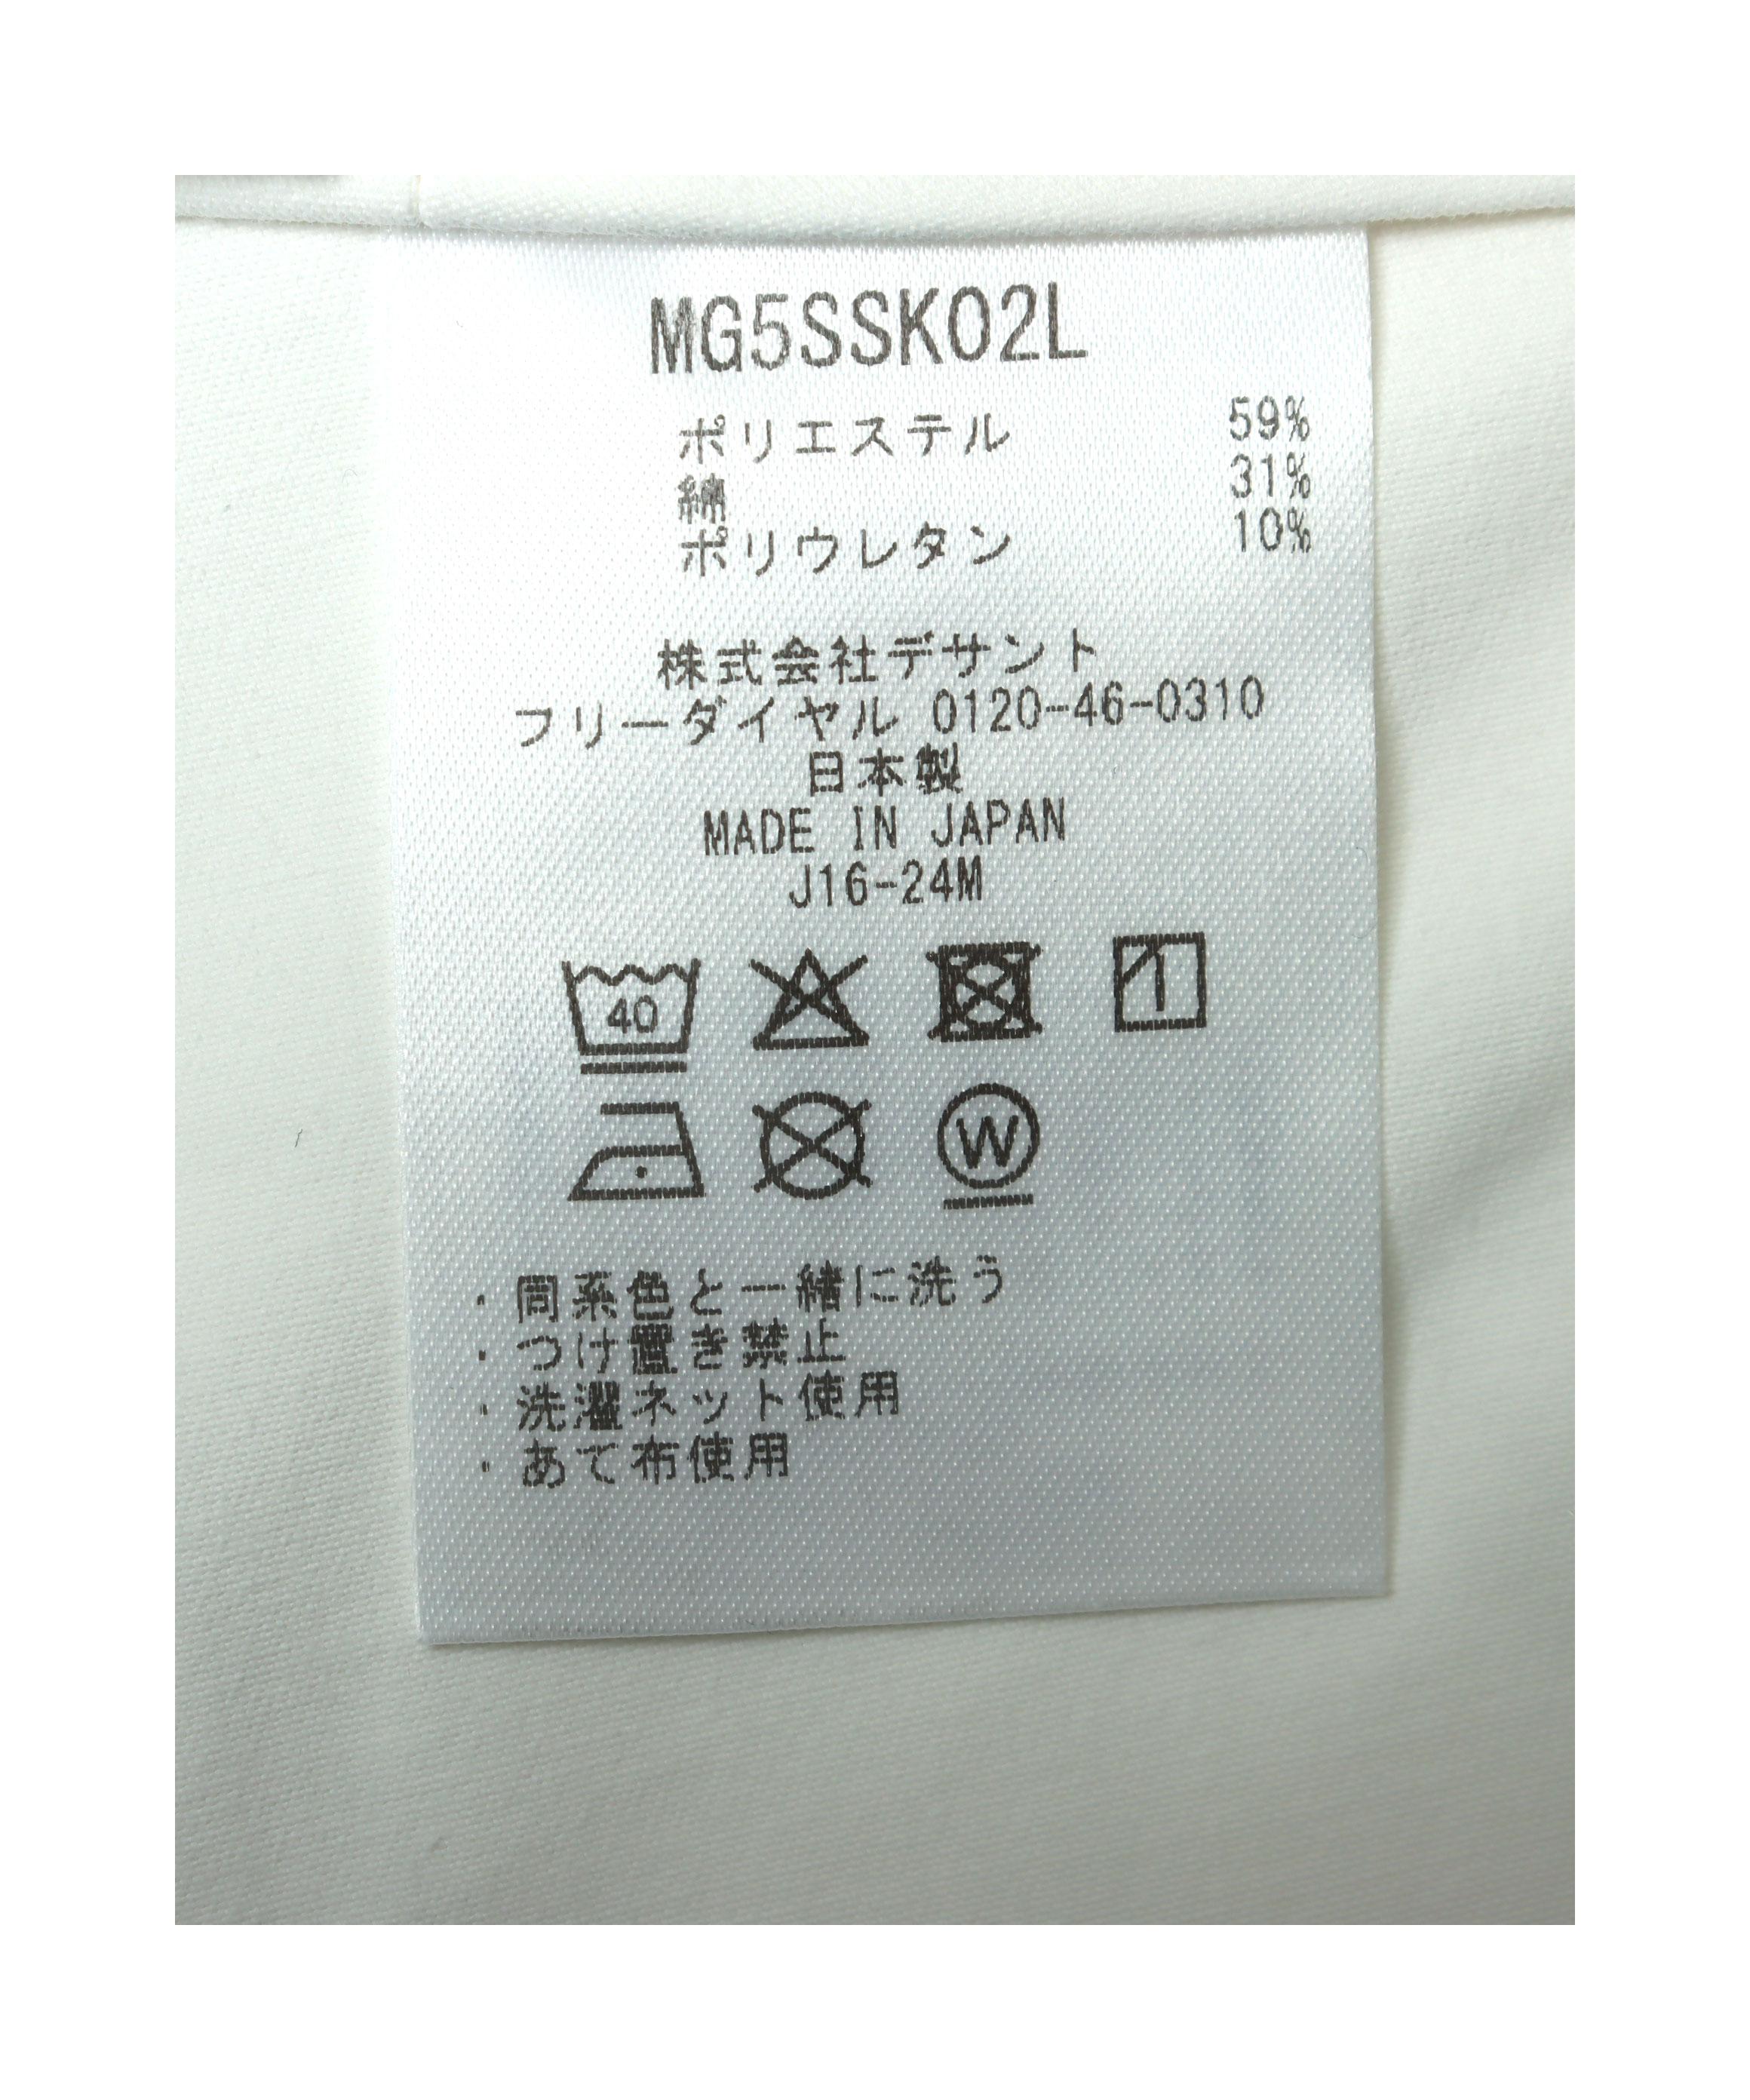 MG5SSK02L
ポリエステル 59%
綿 31%
ポリウレタン 10%
株式会社デサント
フリーダイヤル 0120-46-0310
日本製
MADE IN JAPAN
J16-24M
40
W
・同系色と一緒に洗う
・つけ置き禁止
・洗濯ネット使用
・あて布使用